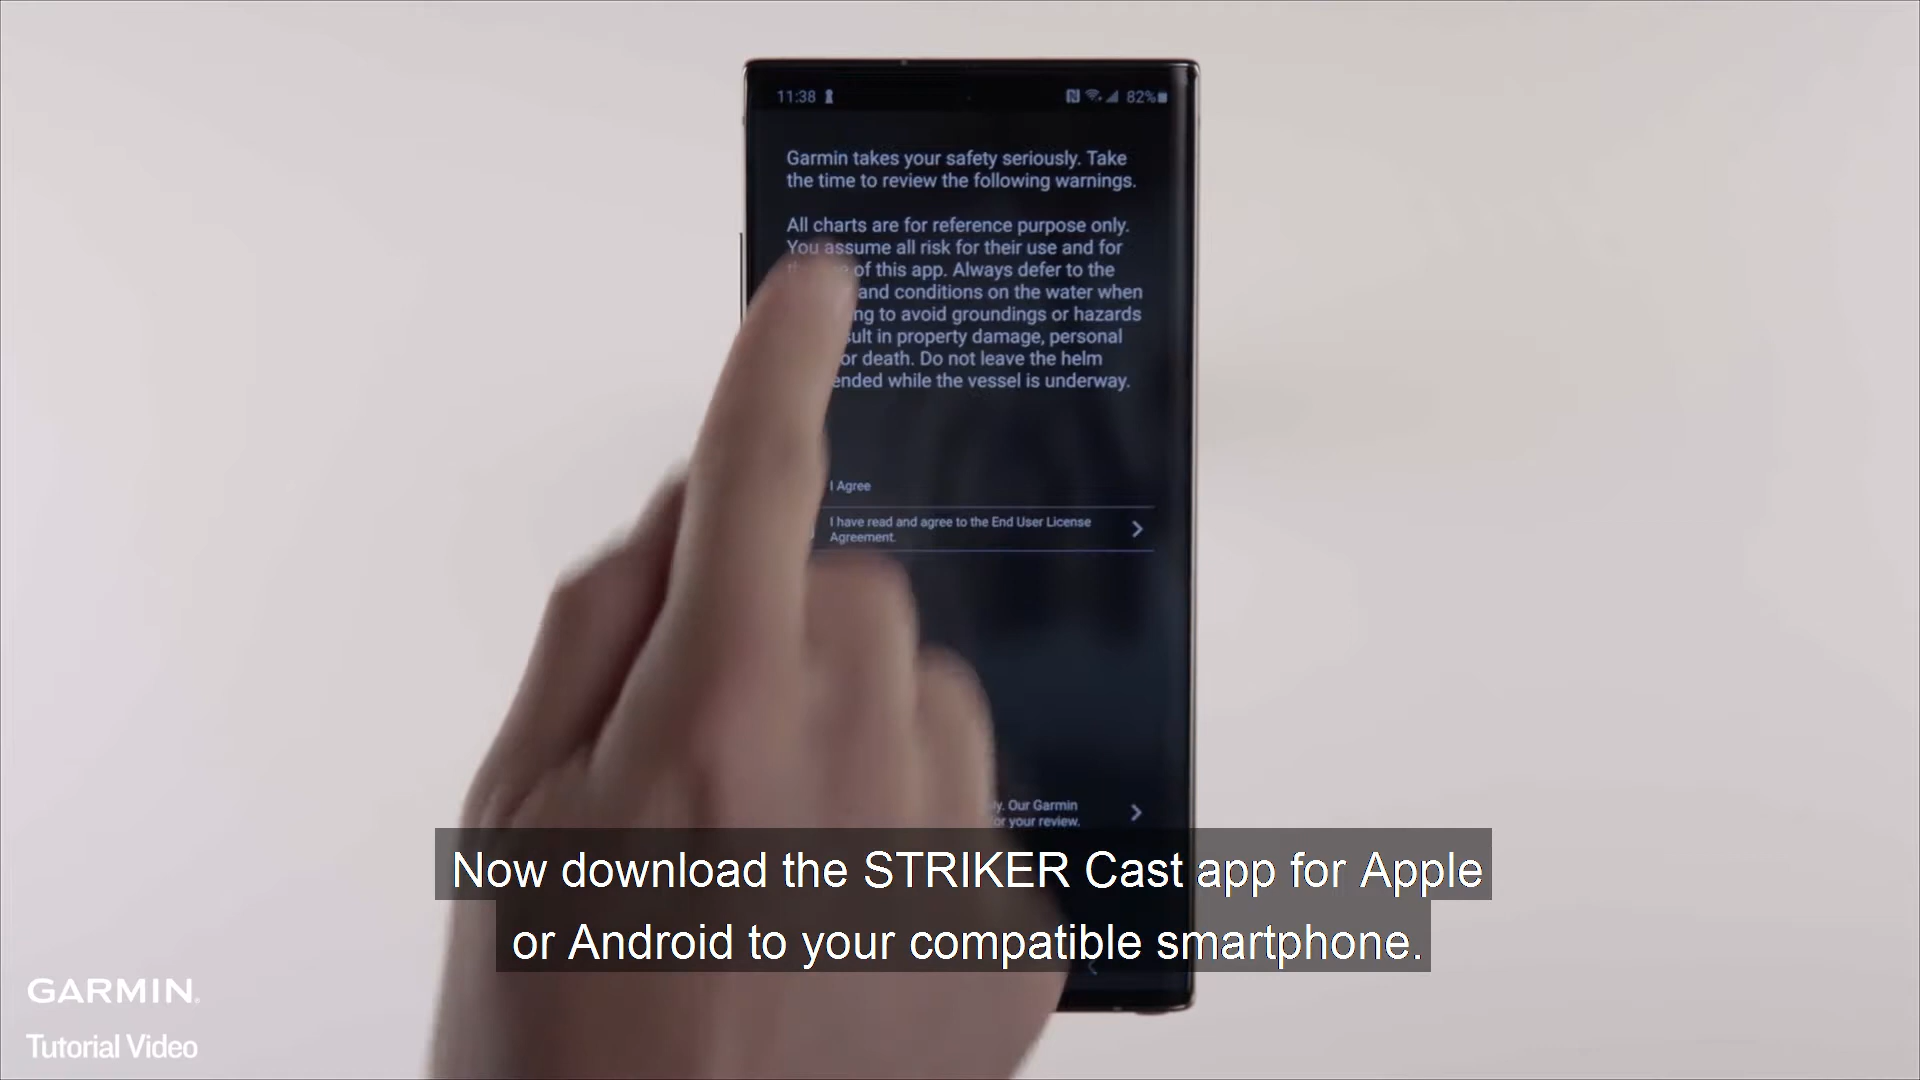 11:38
82%
Garmin takes your safety seriously. Take
the time to review the following warnings.
All charts are for reference purpose only.
You assume all risk for their use and for
of this app. Always defer to the
and conditions on the water when
to avoid groundings or hazards
in property damage, personal
or death. Do not leave the helm
while the vessel is underway.
I Agree
I have read and agree to the End User License
Agreement.
Our Garmin
your review.
Now download the STRIKER Cast app for Apple
or Android to your compatible smartphone.
GARMIN
Tutorial Video